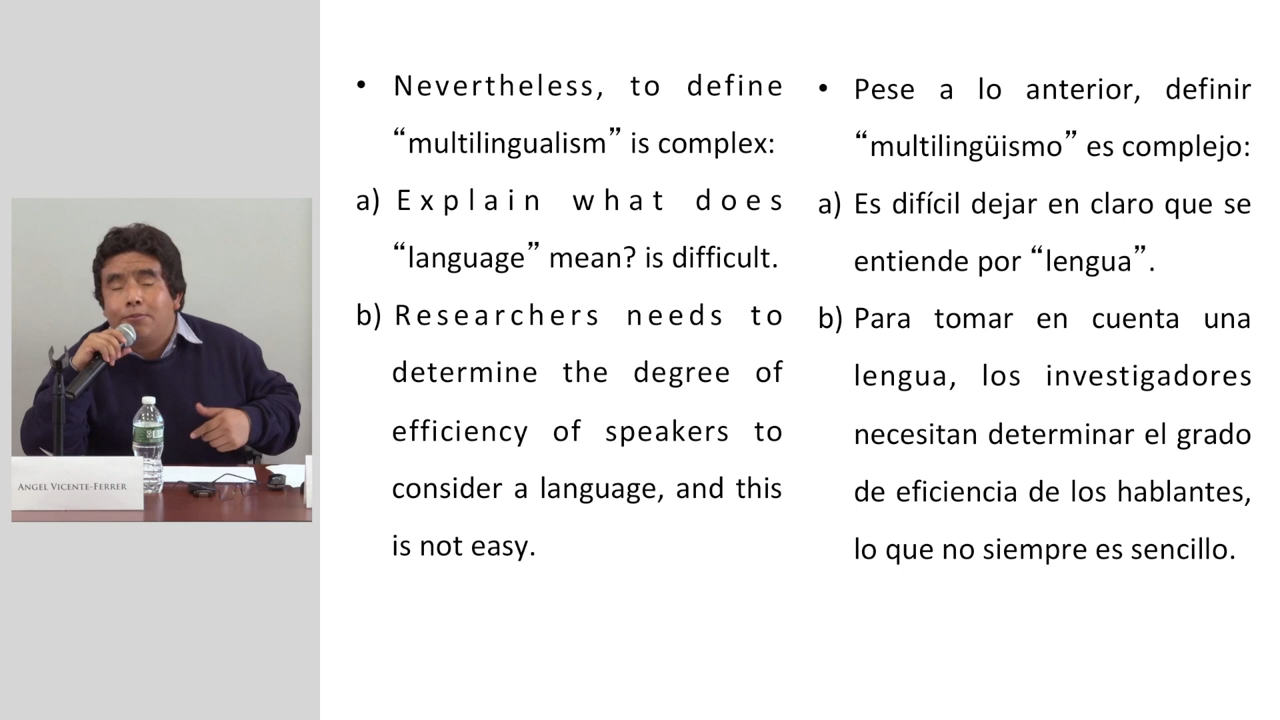 • Nevertheless, to define
“multilingualism” is complex:
a) Explain what does
“language” mean? is difficult.
b) Researchers needs to
determine the degree of
efficiency of speakers to
consider a language, and this
is not easy.
• Pese a lo anterior, definir
“multilingüismo” es complejo:
a) Es difícil dejar en claro que se
entiende por “lengua”.
b) Para tomar en cuenta una
lengua, los investigadores
necesitan determinar el grado
de eficiencia de los hablantes,
lo que no siempre es sencillo.
ANGEL VICENTE-FERRER